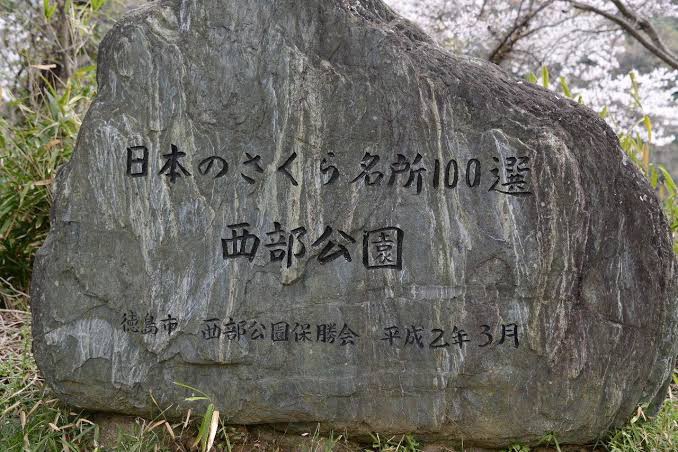 日本のさくら名所100選
西部公園
徳島市 西部公園保勝会 平成2年3月